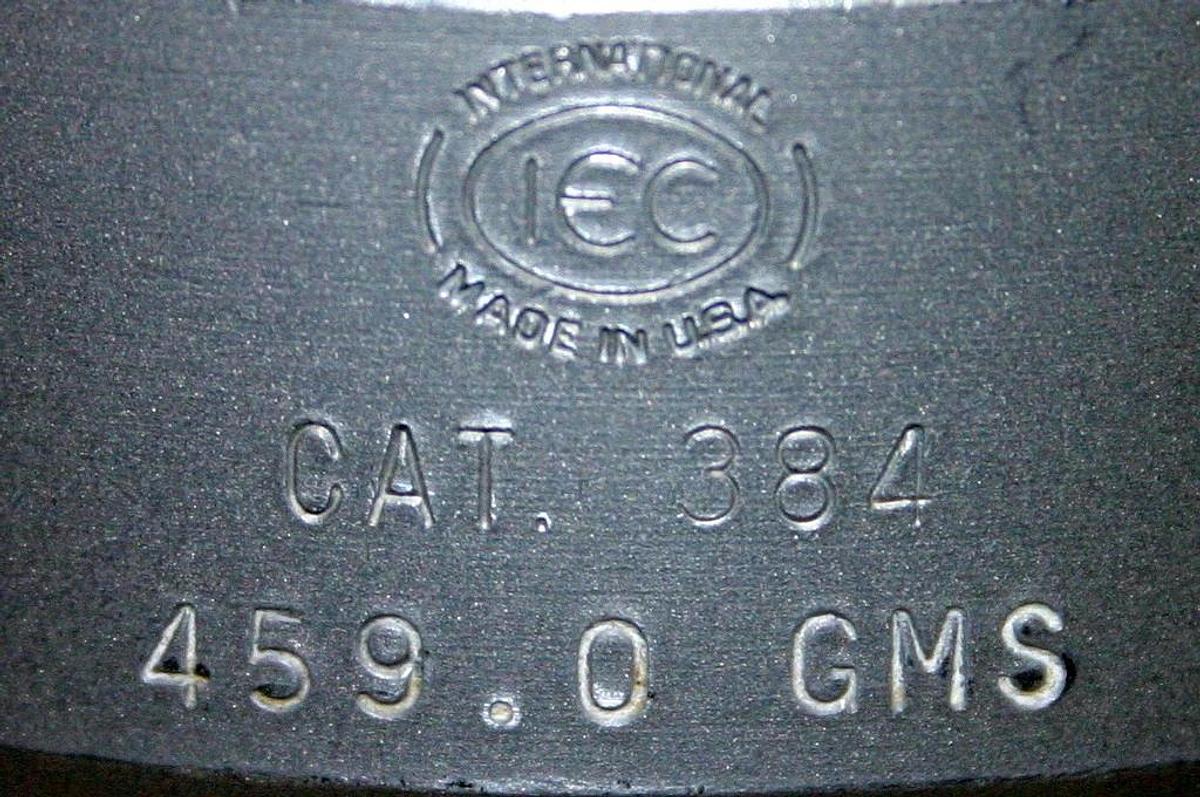 INTERNATIONAL
IEC
MADE IN U.S.A.
CAT. 384
459.0 GMS